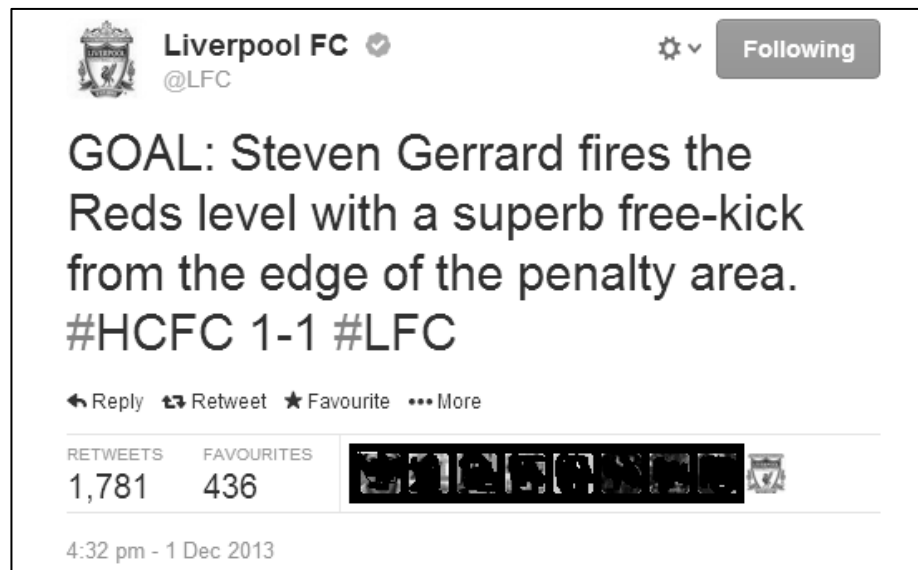 Liverpool FC
@LFC
Following
GOAL: Steven Gerrard fires the
Reds level with a superb free-kick
from the edge of the penalty area.
#HCFC 1-1 #LFC
Reply Retweet Favourite More
RETWEETS FAVOURITES
1,781 436
4:32 pm - 1 Dec 2013